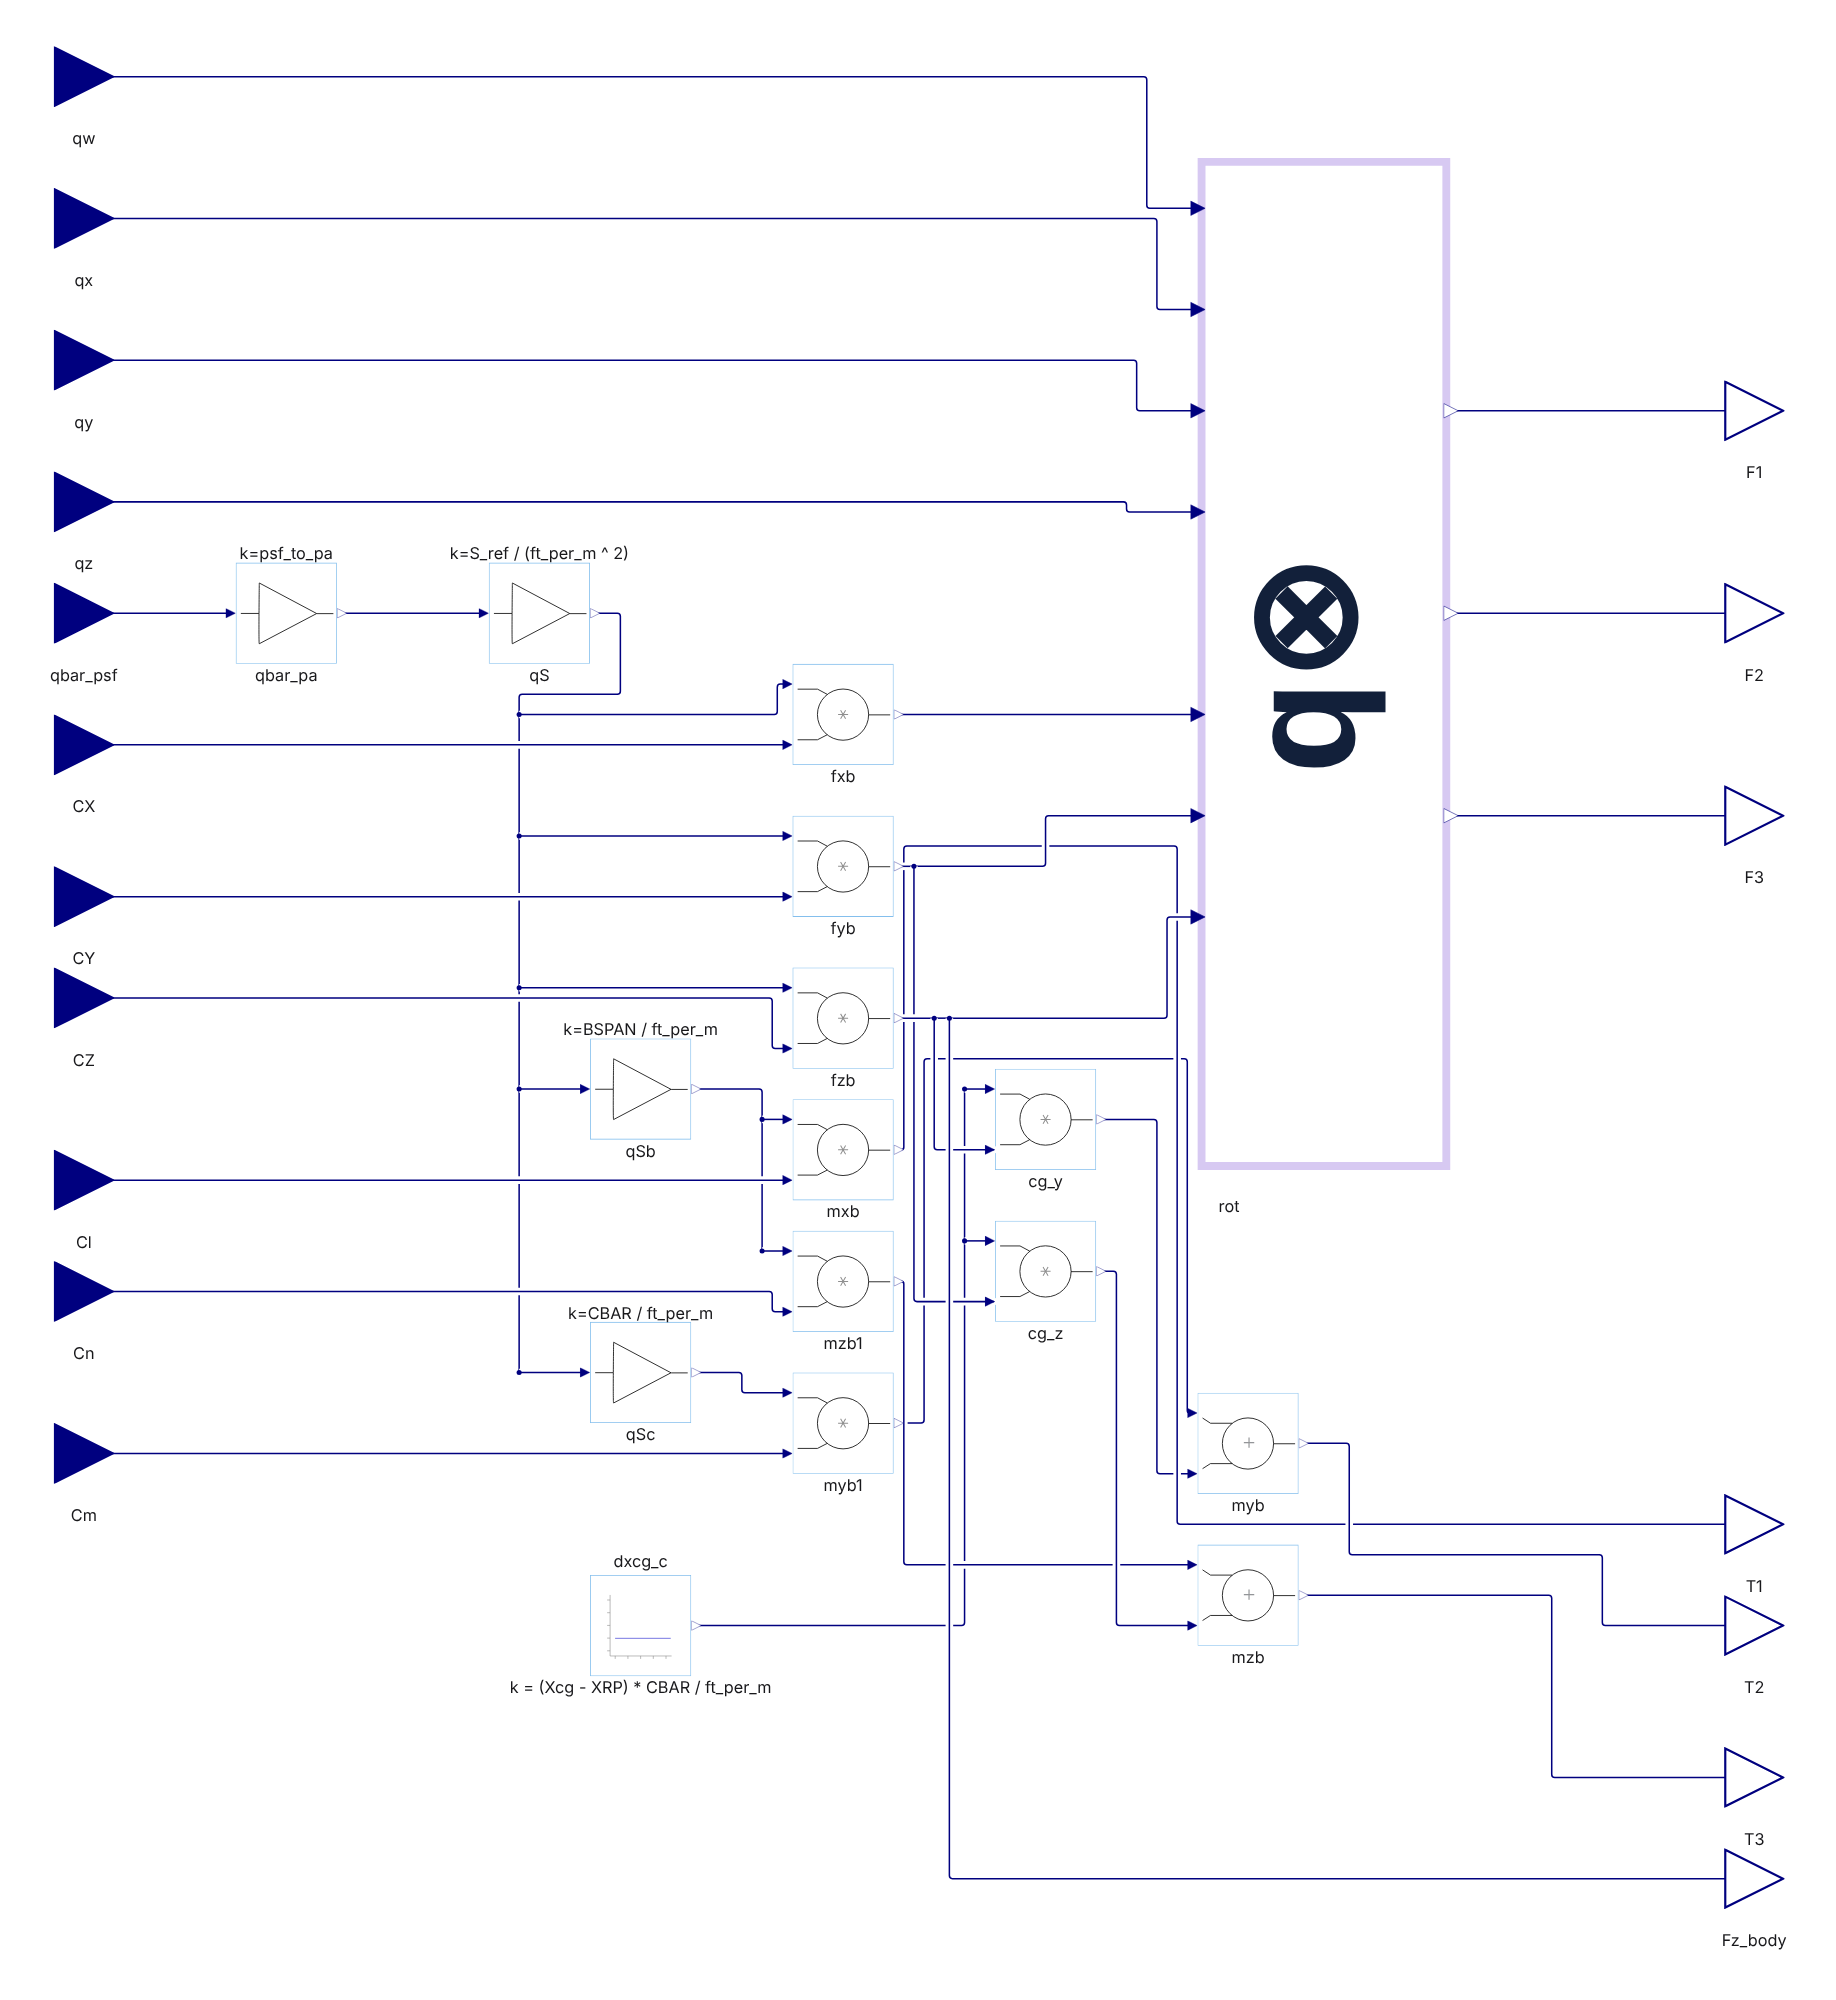 qw
qx
qy
qz
k=psf_to_pa
k=S_ref / (ft_per_m ^ 2)
F1
qbar_psf
qbar_pa
qS
F2
*
fxb
⊗
q
CX
*
fyb
F3
CY
*
fzb
CZ
k=BSPAN / ft_per_m
qSb
*
mxb
*
cg_y
rot
Cl
*
mzb1
*
cg_z
Cn
k=CBAR / ft_per_m
qSc
*
myb1
+
myb
Cm
dxcg_c
k = (Xcg - XRP) * CBAR / ft_per_m
+
mzb
T1
T2
T3
Fz_body